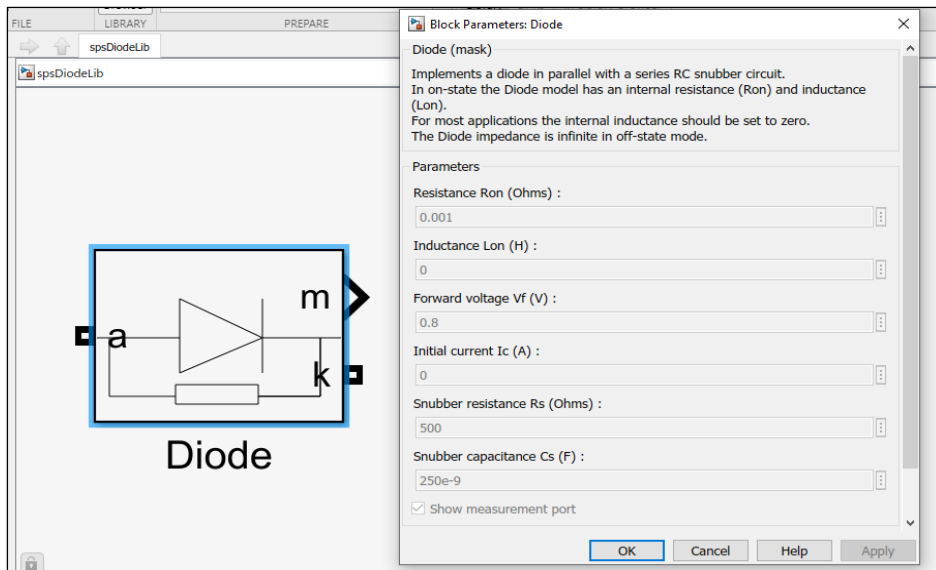 FILE
LIBRARY
PREPARE
spsDiodeLib
spsDiodeLib
a
m
k
Diode
Block Parameters: Diode
Diode (mask)
Implements a diode in parallel with a series RC snubber circuit.
In on-state the Diode model has an internal resistance (Ron) and inductance
(Lon).
For most applications the internal inductance should be set to zero.
The Diode impedance is infinite in off-state mode.
Parameters
Resistance Ron (Ohms) :
0.001
Inductance Lon (H) :
0
Forward voltage Vf (V) :
0.8
Initial current Ic (A) :
0
Snubber resistance Rs (Ohms) :
500
Snubber capacitance Cs (F) :
250e-9
Show measurement port
OK
Cancel
Help
Apply